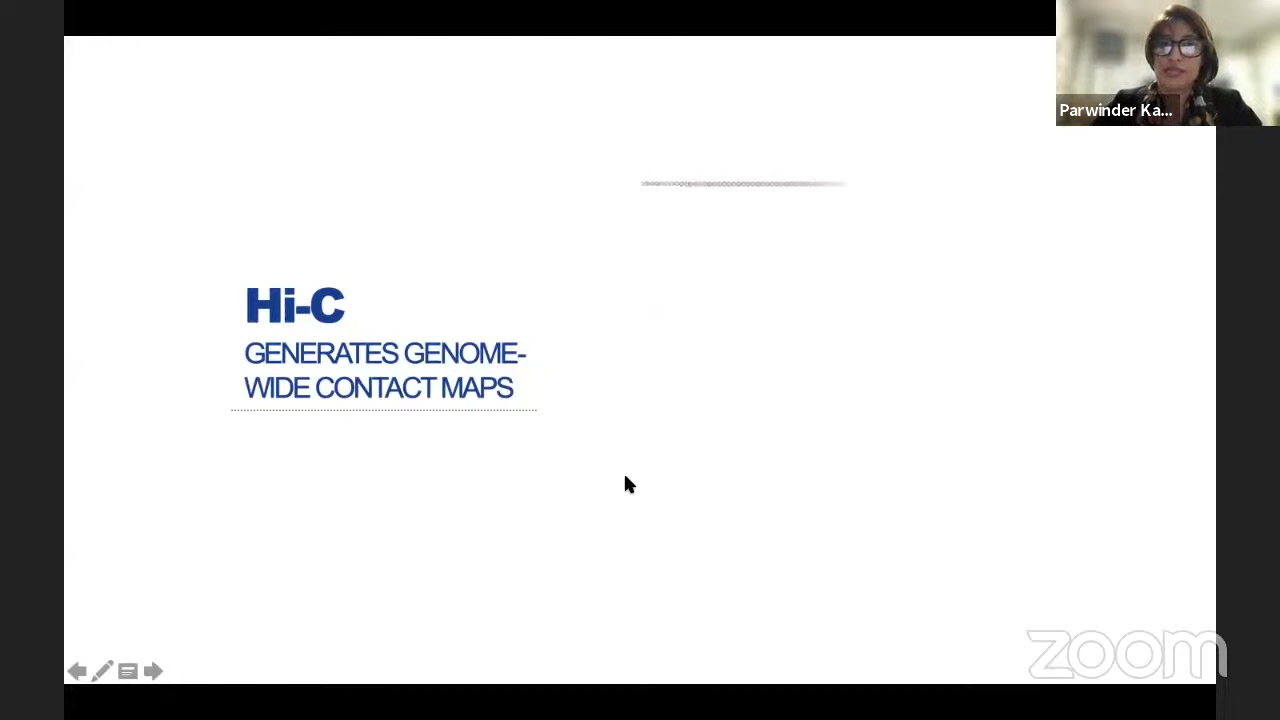 Parwinder Ka...
Hi-C
GENERATES GENOME-
WIDE CONTACT MAPS
zoom